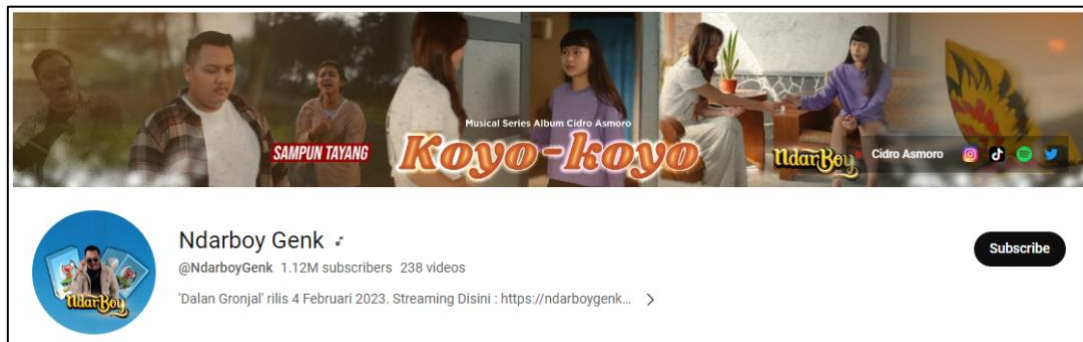 Musical Series Album Cidro Asmoro
SAMPUN TAYANG
Koyo-koyo
NdarBoy
Cidro Asmoro
NdarBoy
Ndarboy Genk
Subscribe
@NdarboyGenk 1.12M subscribers 238 videos
'Dalan Gronjal' rilis 4 Februari 2023. Streaming Disini : https://ndarboygenk...